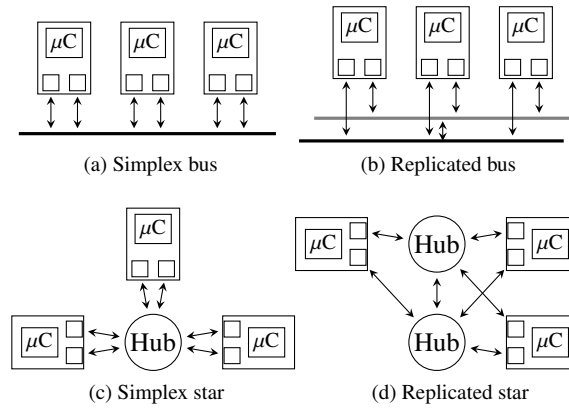 μC μC μC
μC μC μC
(a) Simplex bus
(b) Replicated bus
μC
μC Hub μC
(c) Simplex star
μC Hub μC
Hub μC
(d) Replicated star